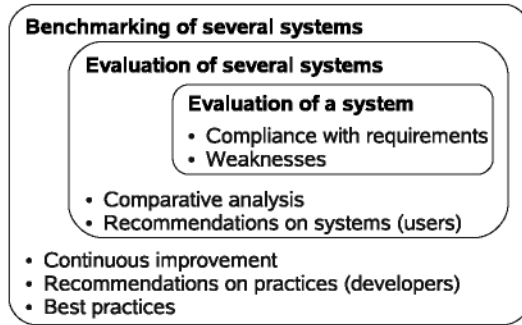 Benchmarking of several systems
Evaluation of several systems
Evaluation of a system
• Compliance with requirements
• Weaknesses
• Comparative analysis
• Recommendations on systems (users)
• Continuous improvement
• Recommendations on practices (developers)
• Best practices